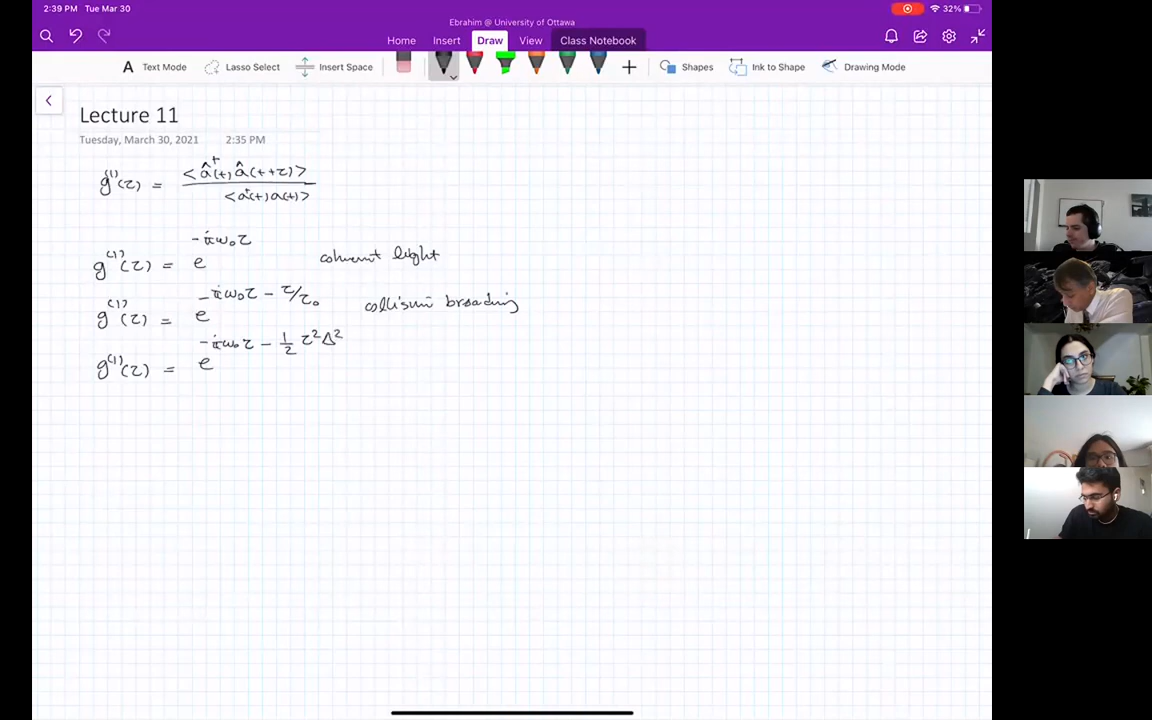 2:39 PM Tue Mar 30
32%
Ebrahim @ University of Ottawa
Home Insert Draw View Class Notebook
A Text Mode Lasso Select Insert Space Shapes Ink to Shape Drawing Mode
Lecture 11
Tuesday, March 30, 2021 2:35 PM
g⁽¹⁾(τ) = <â†(t) â(t+τ)> / <a†(t) a(t)>
g⁽¹⁾(τ) = e^(-iω₀τ) coherent light
g⁽¹⁾(τ) = e^(-iω₀τ - τ/τ₀) collision broading
g⁽¹⁾(τ) = e^(-iω₀τ - 1/2 τ²Δ²)